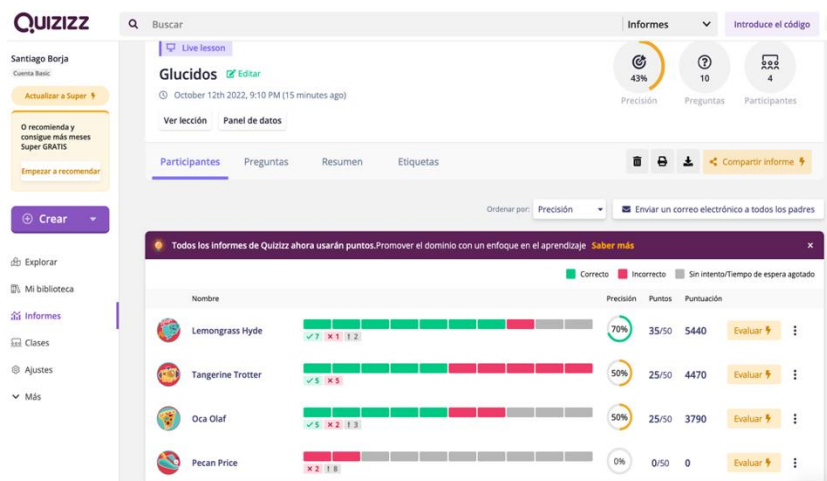 QUIZIZZ
Buscar
Informes
Introduce el código
Santiago Borja
Cuenta Basic
Actualizar a Super
O recomienda y
consigue más meses
Super GRATIS
Empezar a recomendar
Crear
Explorar
Mi biblioteca
Informes
Clases
Ajustes
Más
Live lesson
Glucidos Editar
October 12th 2022, 9:10 PM (15 minutes ago)
Ver lección Panel de datos
43%
Precisión
10
Preguntas
4
Participantes
Participantes Preguntas Resumen Etiquetas
Compartir informe
Ordenar por: Precisión
Enviar un correo electrónico a todos los padres
Todos los informes de Quizizz ahora usarán puntos.Promover el dominio con un enfoque en el aprendizaje Saber más x
Correcto Incorrecto Sin intento/Tiempo de espera agotado
Nombre Precisión Puntos Puntuación
Lemongrass Hyde 70% 35/50 5440 Evaluar
✓ 7 × 1 ! 2
Tangerine Trotter 50% 25/50 4470 Evaluar
✓ 5 × 5
Oca Olaf 50% 25/50 3790 Evaluar
✓ 5 × 2 ! 3
Pecan Price 0% 0/50 0 Evaluar
× 2 ! 8